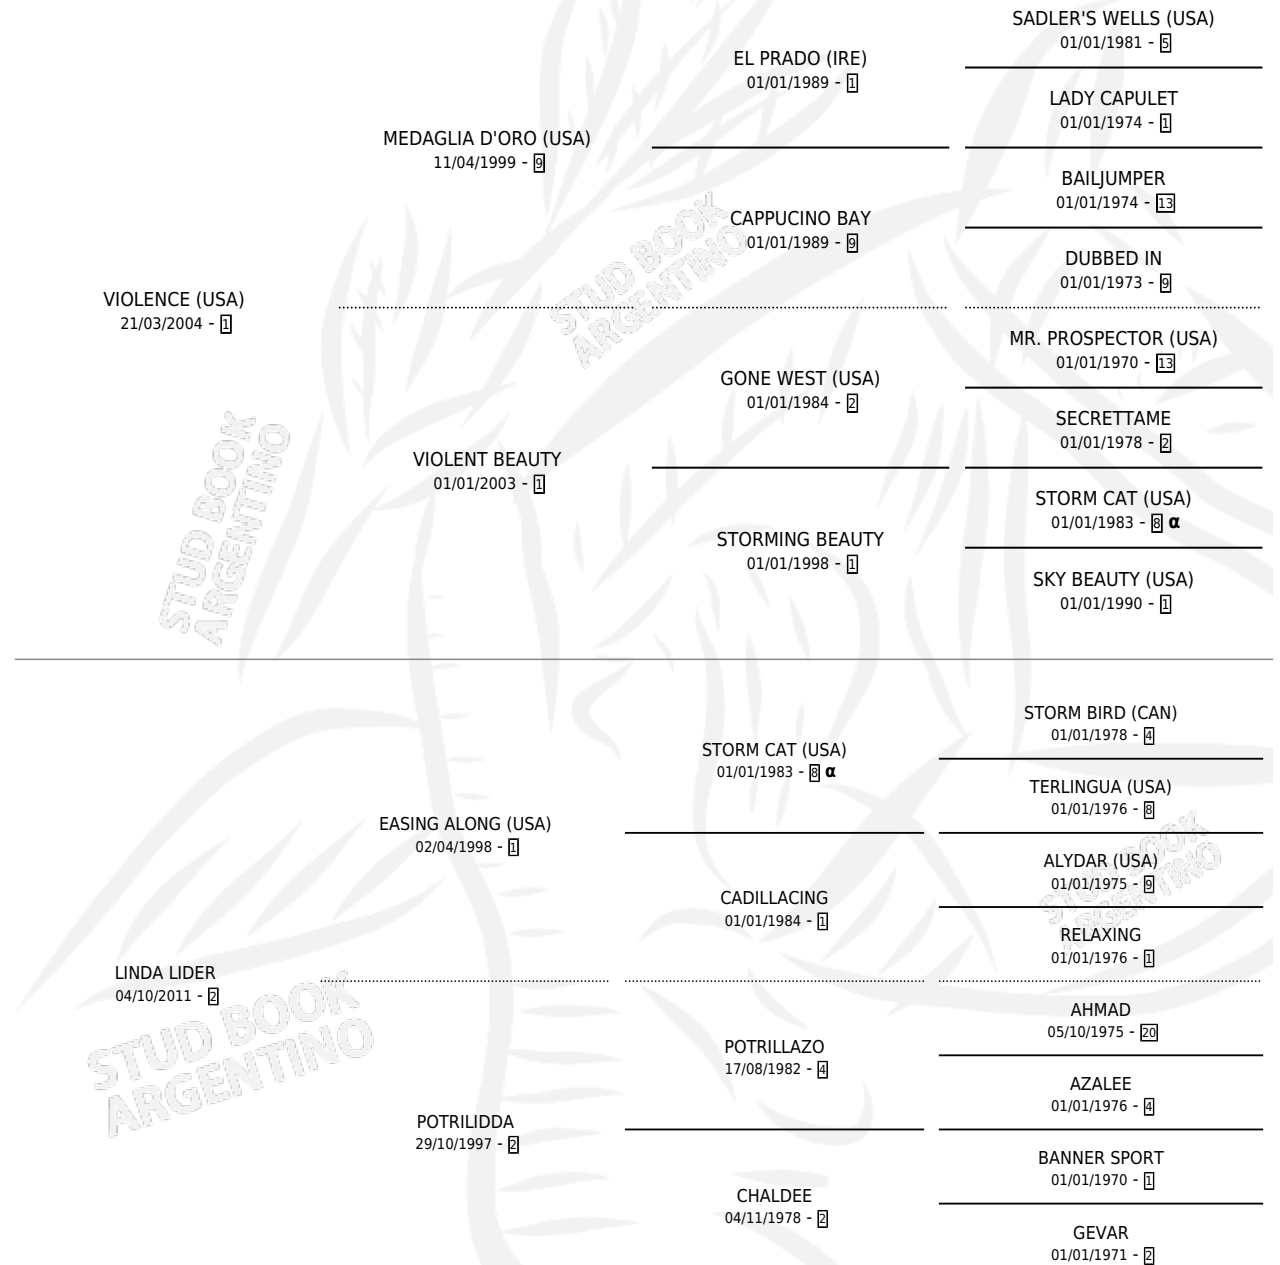 SADLER'S WELLS (USA)
01/01/1981 - 5
EL PRADO (IRE)
01/01/1989 - 1
LADY CAPULET
01/01/1974 - 1
MEDAGLIA D'ORO (USA)
11/04/1999 - 9
BAILJUMPER
01/01/1974 - 13
CAPPUCINO BAY
01/01/1989 - 9
DUBBED IN
01/01/1973 - 9
VIOLENCE (USA)
21/03/2004 - 1
MR. PROSPECTOR (USA)
01/01/1970 - 13
GONE WEST (USA)
01/01/1984 - 2
SECRETTAME
01/01/1978 - 2
VIOLENT BEAUTY
01/01/2003 - 1
STORM CAT (USA)
01/01/1983 - 8 α
STORMING BEAUTY
01/01/1998 - 1
SKY BEAUTY (USA)
01/01/1990 - 1
STORM BIRD (CAN)
01/01/1978 - 4
STORM CAT (USA)
01/01/1983 - 8 α
TERLINGUA (USA)
01/01/1976 - 8
EASING ALONG (USA)
02/04/1998 - 1
ALYDAR (USA)
01/01/1975 - 9
CADILLACING
01/01/1984 - 1
RELAXING
01/01/1976 - 1
LINDA LIDER
04/10/2011 - 2
AHMAD
05/10/1975 - 20
POTRILLAZO
17/08/1982 - 4
AZALEE
01/01/1976 - 4
POTRILIDDA
29/10/1997 - 2
BANNER SPORT
01/01/1970 - 1
CHALDEE
04/11/1978 - 2
GEVAR
01/01/1971 - 2
STUD BOOK
ARGENTINO
STUD BOOK
ARGENTINO
STUD BOOK
ARGENTINO
STUD BOOK
ARGENTINO